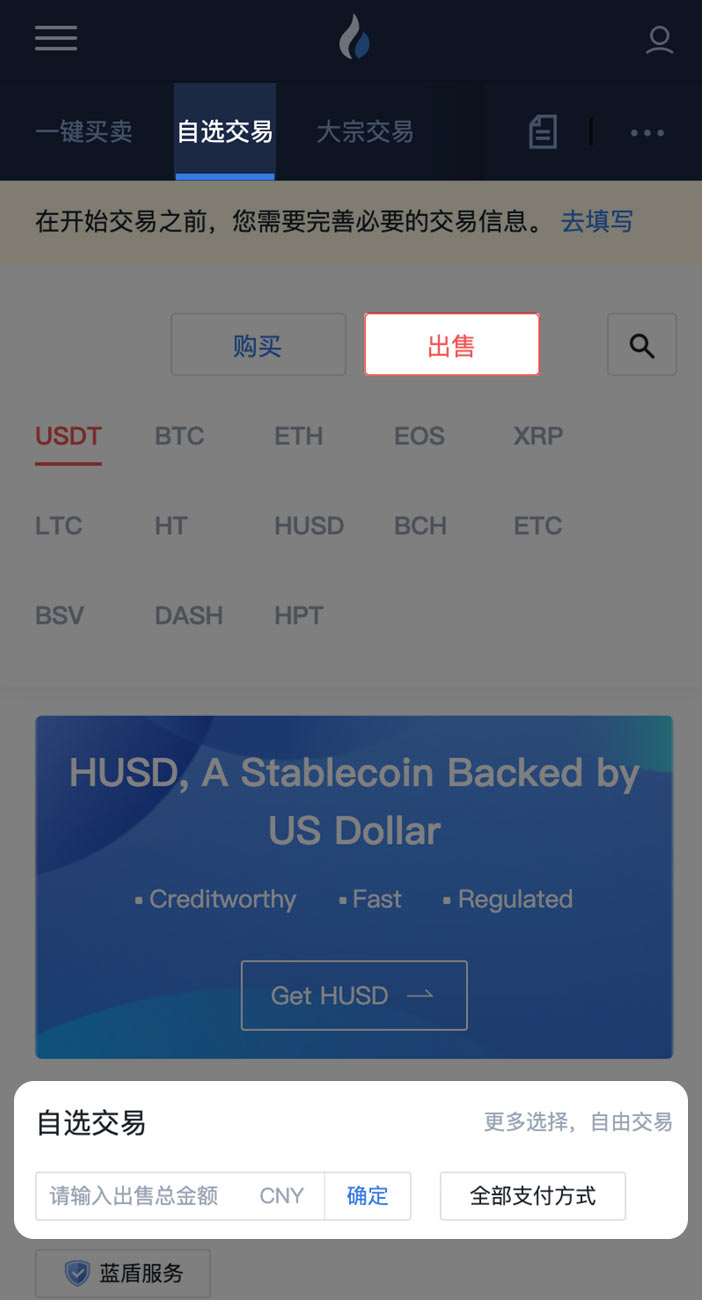 一键买卖 自选交易 大宗交易
在开始交易之前，您需要完善必要的交易信息。 去填写
购买 出售
USDT BTC ETH EOS XRP
LTC HT HUSD BCH ETC
BSV DASH HPT
HUSD, A Stablecoin Backed by
US Dollar
▪ Creditworthy ▪ Fast ▪ Regulated
Get HUSD →
自选交易 更多选择，自由交易
请输入出售总金额 CNY 确定 全部支付方式
蓝盾服务